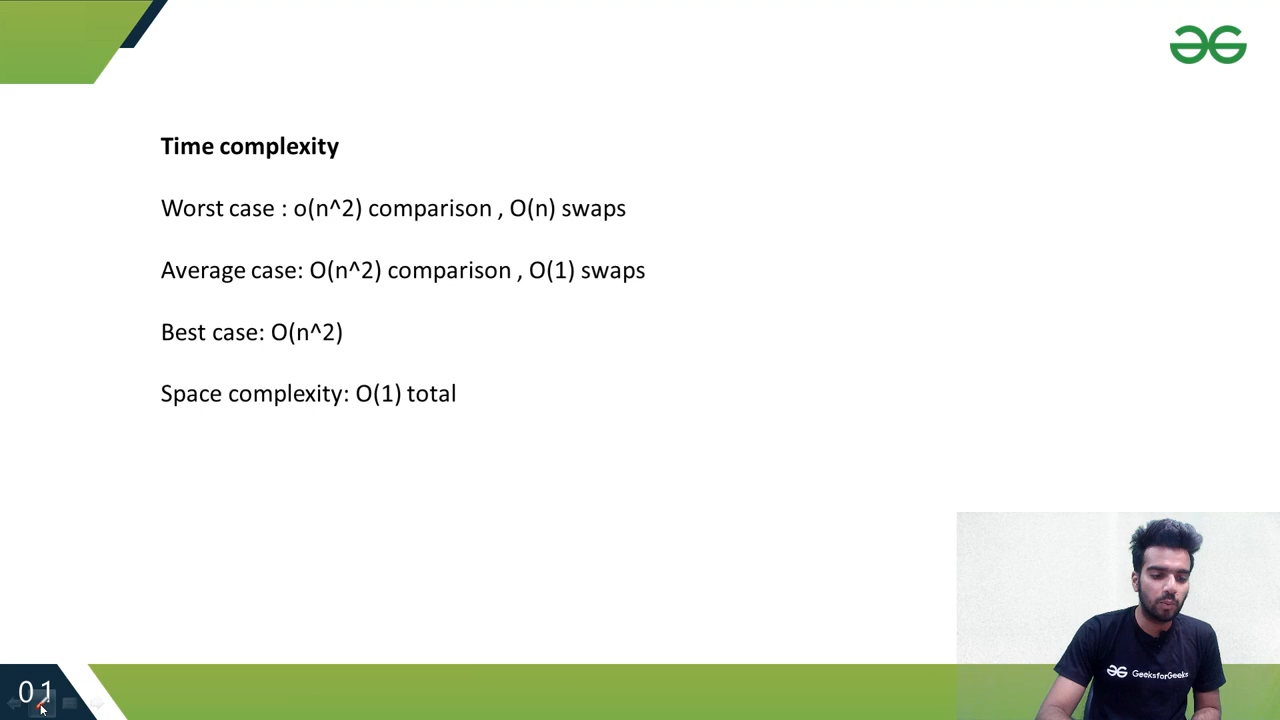 Time complexity
Worst case : o(n^2) comparison , O(n) swaps
Average case: O(n^2) comparison , O(1) swaps
Best case: O(n^2)
Space complexity: O(1) total
GeeksforGeeks
01